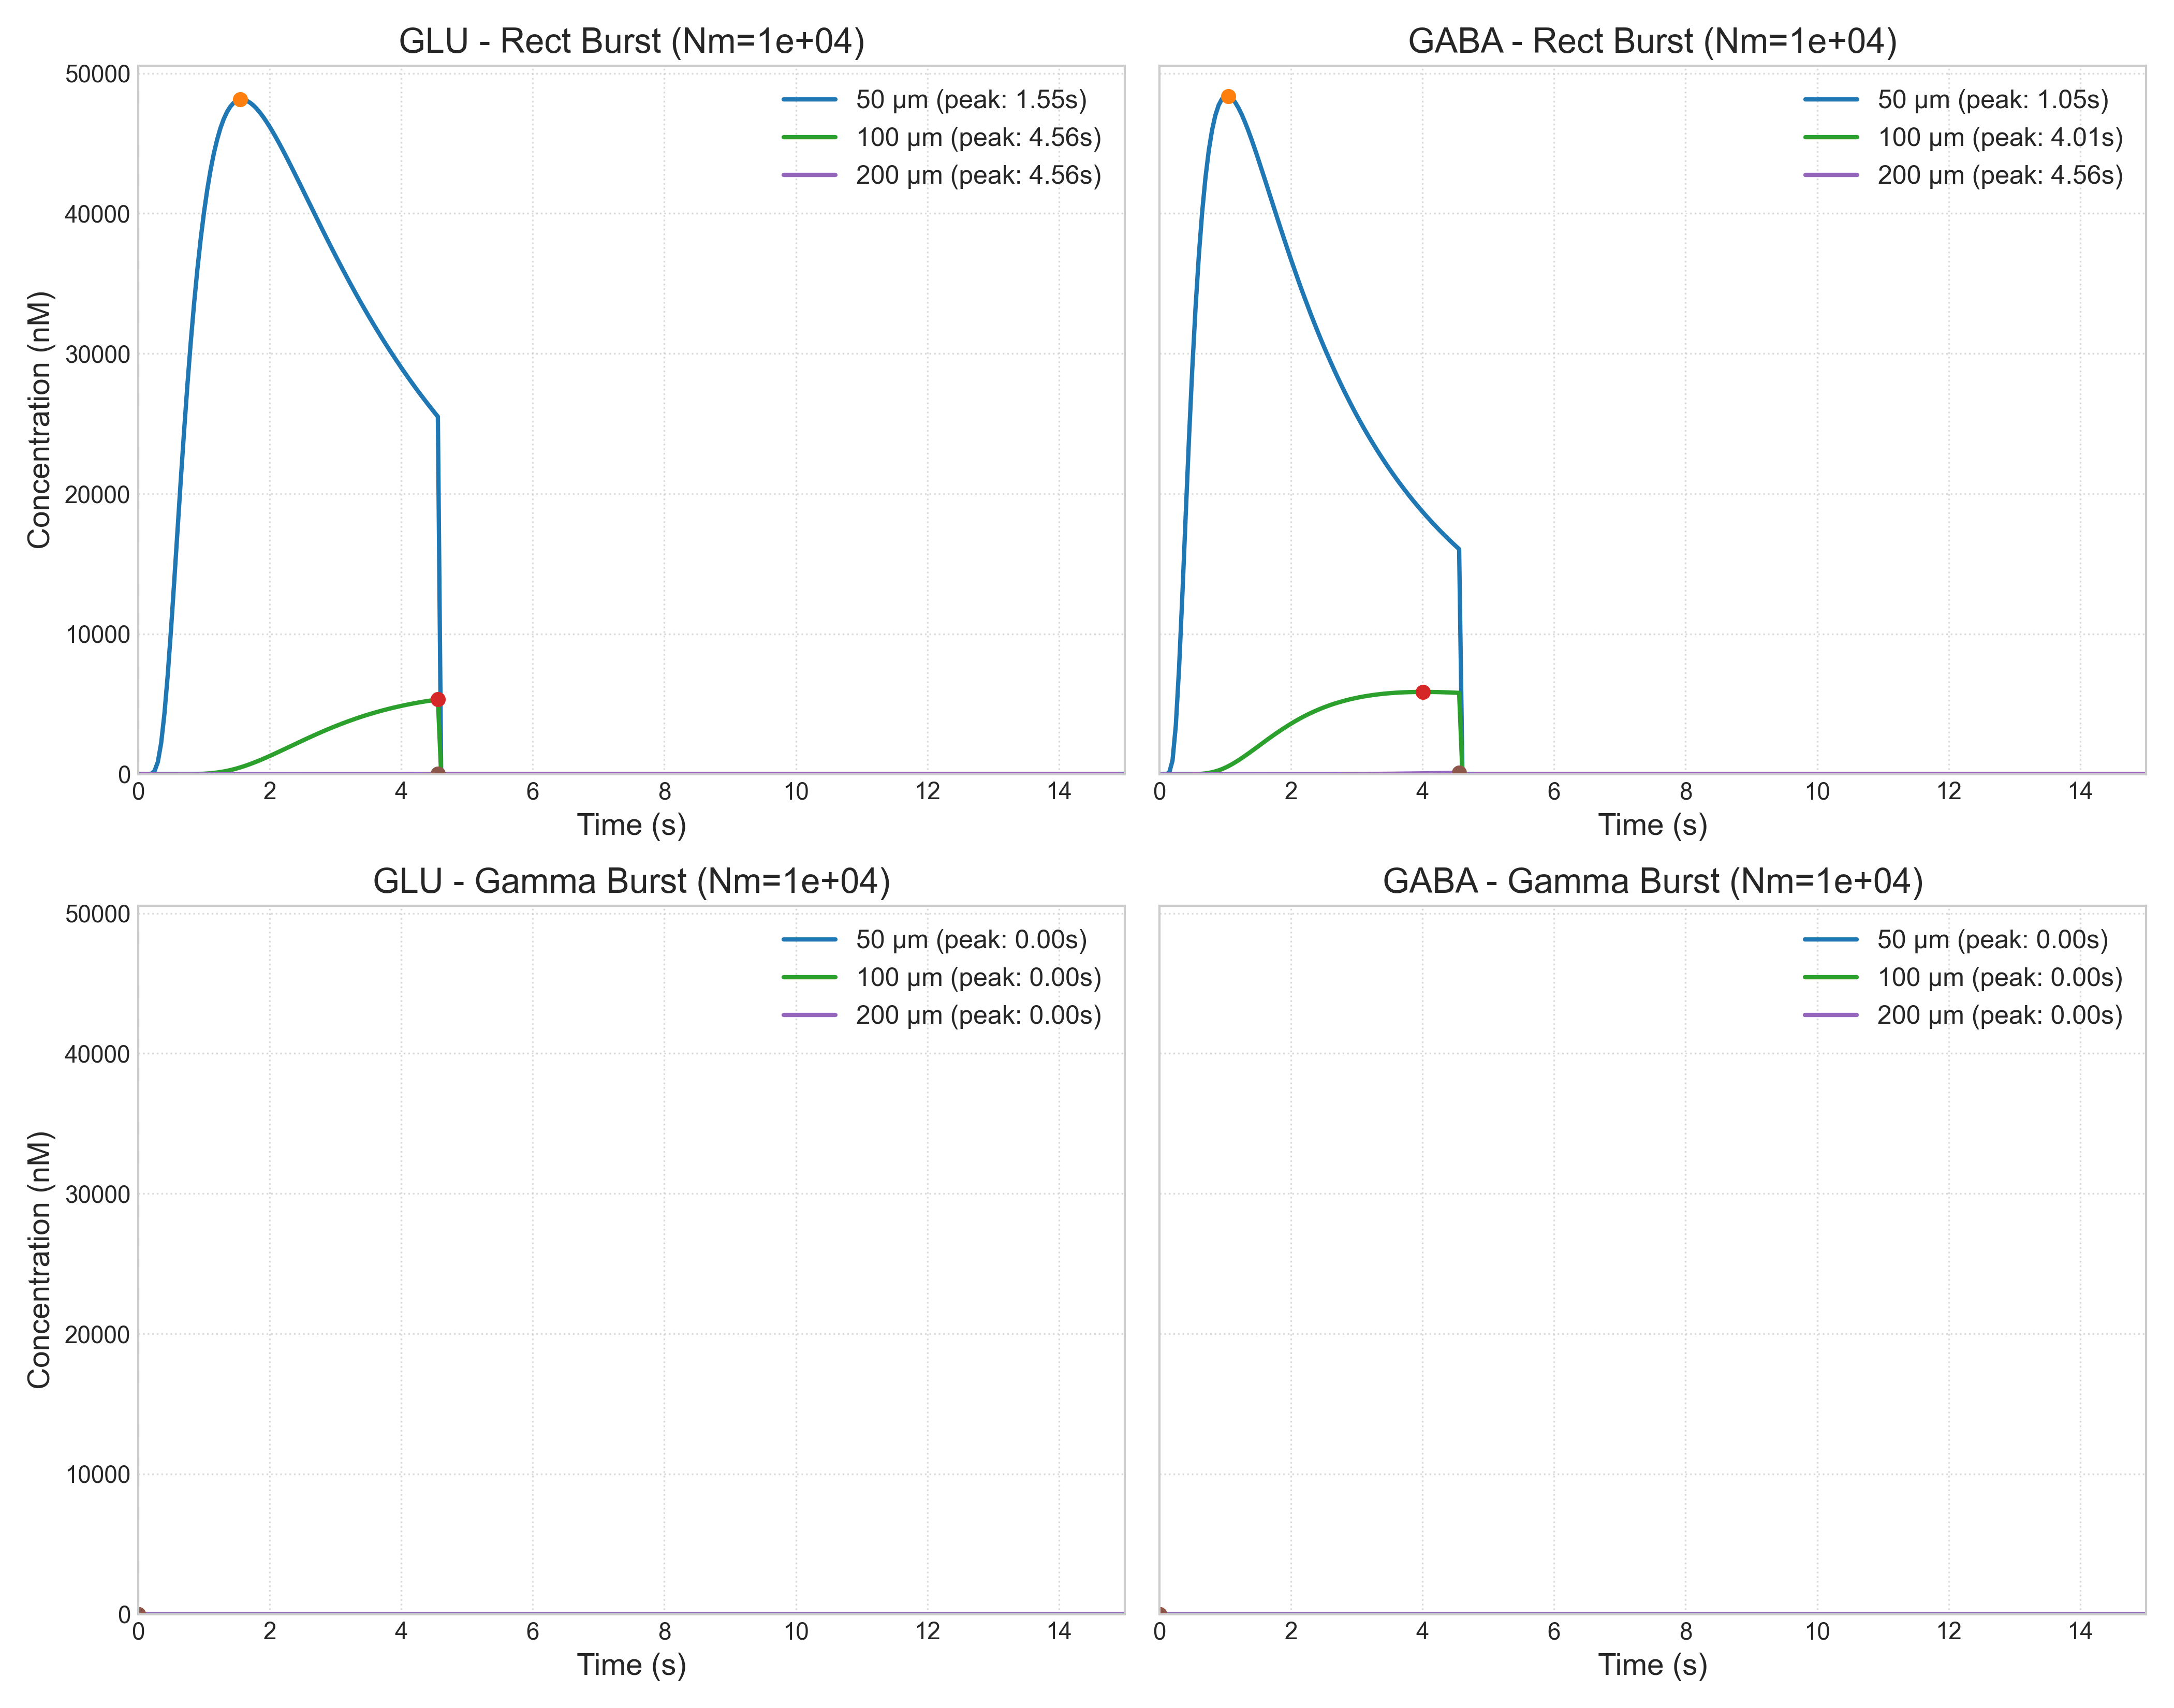 GLU - Rect Burst (Nm=1e+04)
50 µm (peak: 1.55s)
100 µm (peak: 4.56s)
200 µm (peak: 4.56s)
Concentration (nM)
50000
40000
30000
20000
10000
0
0 2 4 6 8 10 12 14
Time (s)
GABA - Rect Burst (Nm=1e+04)
50 µm (peak: 1.05s)
100 µm (peak: 4.01s)
200 µm (peak: 4.56s)
0 2 4 6 8 10 12 14
Time (s)
GLU - Gamma Burst (Nm=1e+04)
50 µm (peak: 0.00s)
100 µm (peak: 0.00s)
200 µm (peak: 0.00s)
Concentration (nM)
50000
40000
30000
20000
10000
0
0 2 4 6 8 10 12 14
Time (s)
GABA - Gamma Burst (Nm=1e+04)
50 µm (peak: 0.00s)
100 µm (peak: 0.00s)
200 µm (peak: 0.00s)
0 2 4 6 8 10 12 14
Time (s)